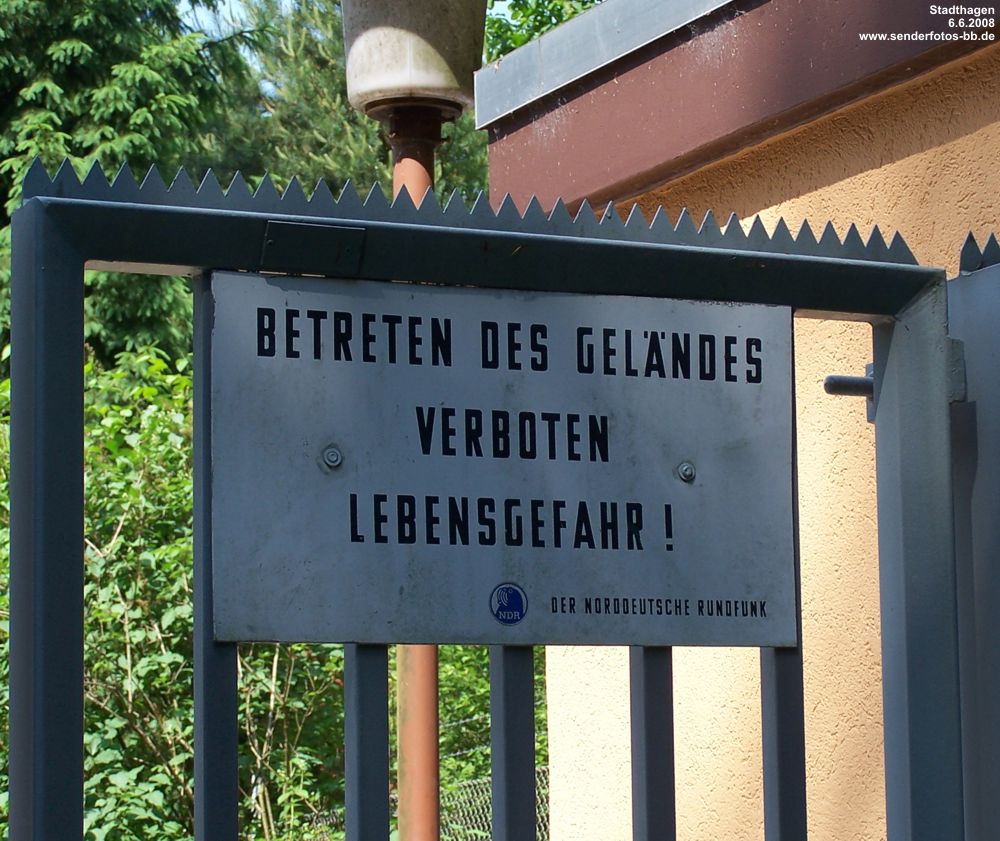 Stadthagen
6.6.2008
www.senderfotos-bb.de
BETRETEN DES GELÄNDES
VERBOTEN
LEBENSGEFAHR !
NDR
DER NORDDEUTSCHE RUNDFUNK